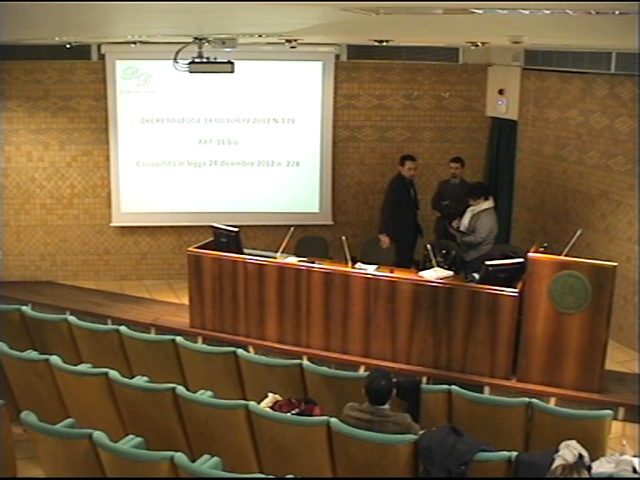 DECRETO LEGGE 18 OTTOBRE 2012 N.179
ART. 16 bis
Convertito in legge 24 dicembre 2012 n. 228